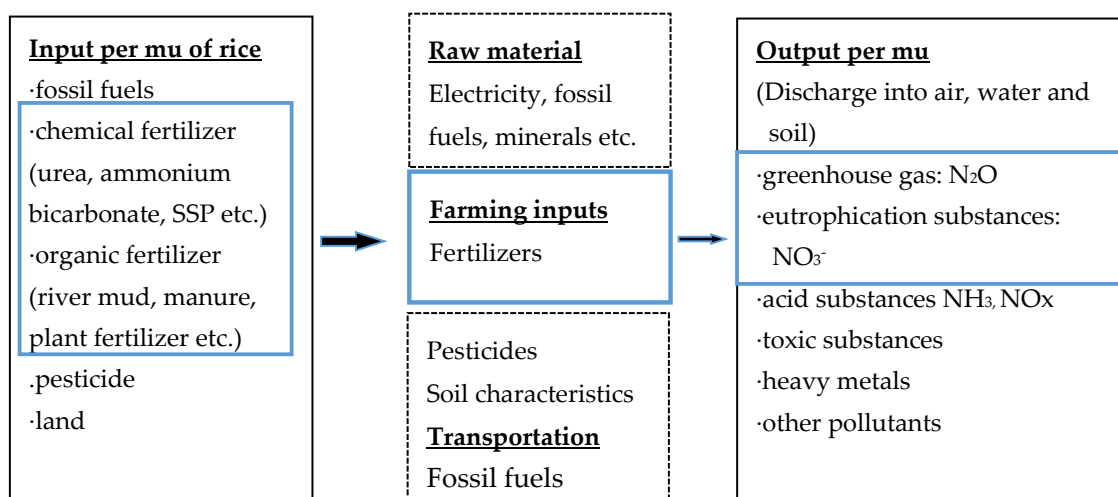 Input per mu of rice
·fossil fuels
·chemical fertilizer
(urea, ammonium
bicarbonate, SSP etc.)
·organic fertilizer
(river mud, manure,
plant fertilizer etc.)
.pesticide
·land
Raw material
Electricity, fossil
fuels, minerals etc.
Farming inputs
Fertilizers
Pesticides
Soil characteristics
Transportation
Fossil fuels
Output per mu
(Discharge into air, water and
soil)
·greenhouse gas: N₂O
·eutrophication substances:
NO₃⁻
·acid substances NH₃, NOx
·toxic substances
·heavy metals
·other pollutants